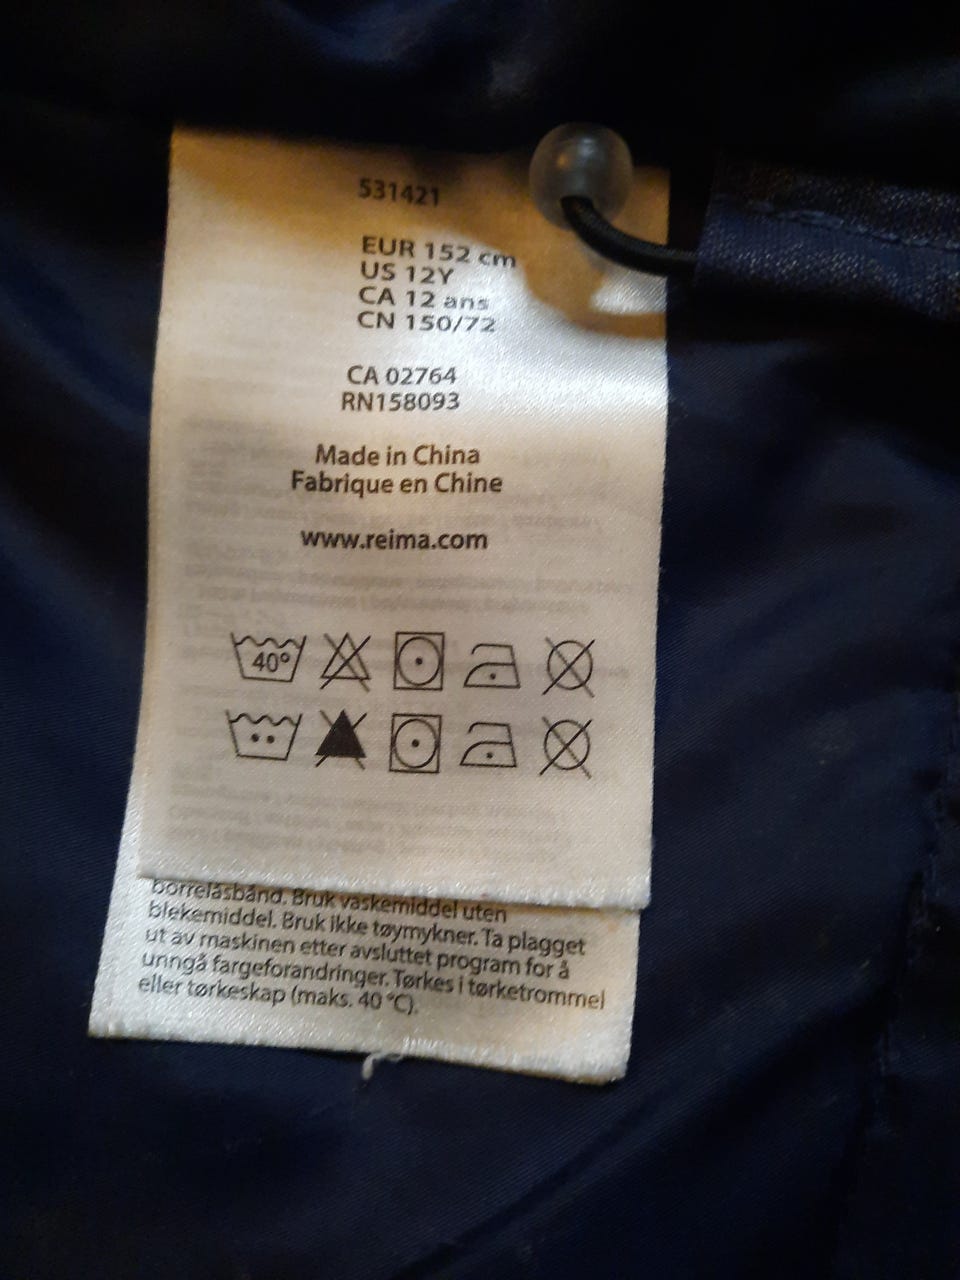 531421
EUR 152 cm
US 12Y
CA 12 ans
CN 150/72
CA 02764
RN158093
Made in China
Fabrique en Chine
www.reima.com
40°
borrelåsbånd. Bruk vaskemiddel uten
blekemiddel. Bruk ikke tøymykner. Ta plagget
ut av maskinen etter avsluttet program for å
unngå fargeforandringer. Tørkes i tørketrommel
eller tørkeskap (maks. 40 °C).